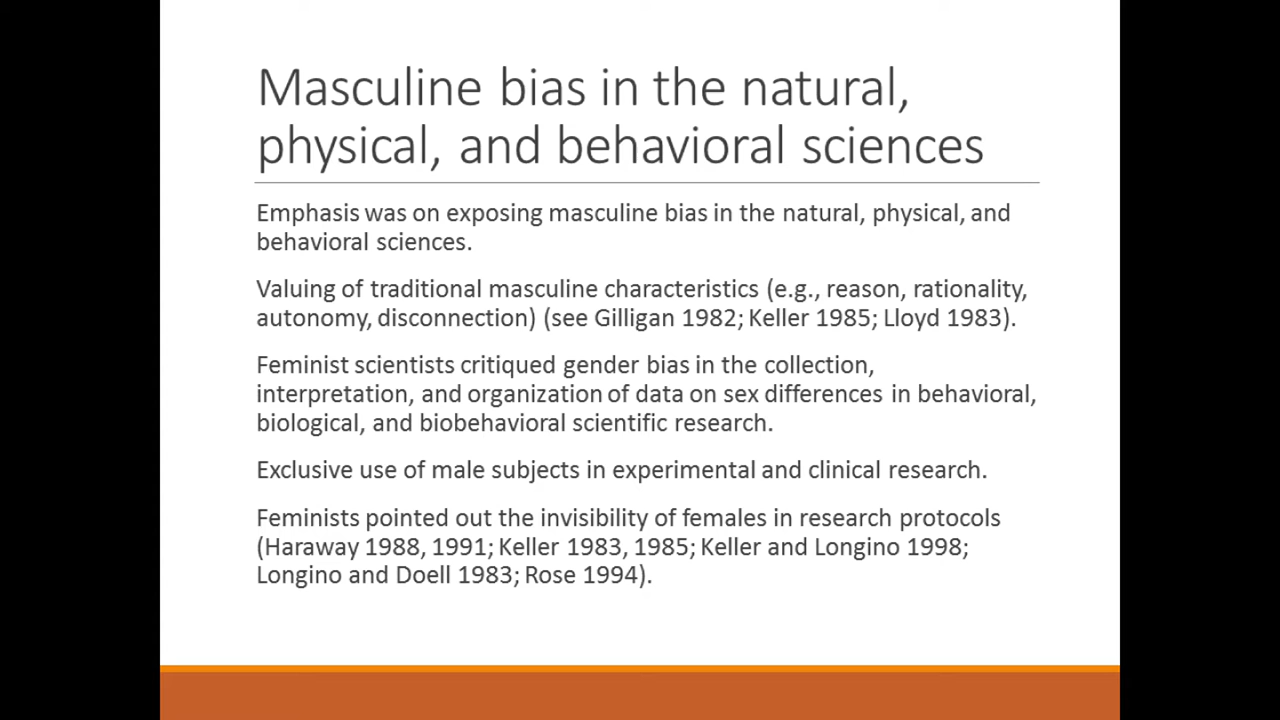 Masculine bias in the natural,
physical, and behavioral sciences
Emphasis was on exposing masculine bias in the natural, physical, and
behavioral sciences.
Valuing of traditional masculine characteristics (e.g., reason, rationality,
autonomy, disconnection) (see Gilligan 1982; Keller 1985; Lloyd 1983).
Feminist scientists critiqued gender bias in the collection,
interpretation, and organization of data on sex differences in behavioral,
biological, and biobehavioral scientific research.
Exclusive use of male subjects in experimental and clinical research.
Feminists pointed out the invisibility of females in research protocols
(Haraway 1988, 1991; Keller 1983, 1985; Keller and Longino 1998;
Longino and Doell 1983; Rose 1994).